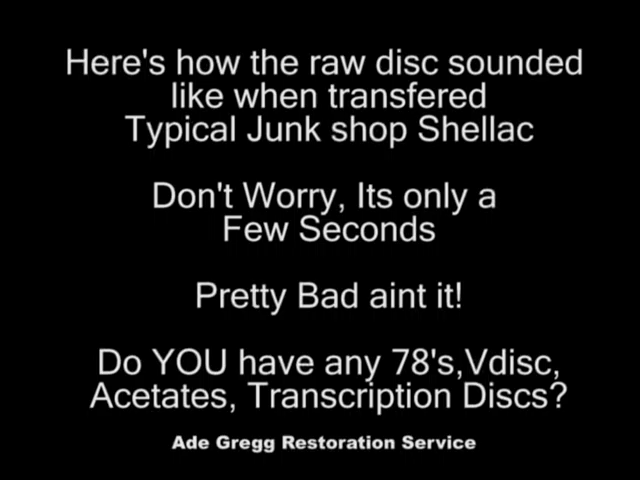 Here's how the raw disc sounded
like when transfered
Typical Junk shop Shellac
Don't Worry, Its only a
Few Seconds
Pretty Bad aint it!
Do YOU have any 78's,Vdisc,
Acetates, Transcription Discs?
Ade Gregg Restoration Service